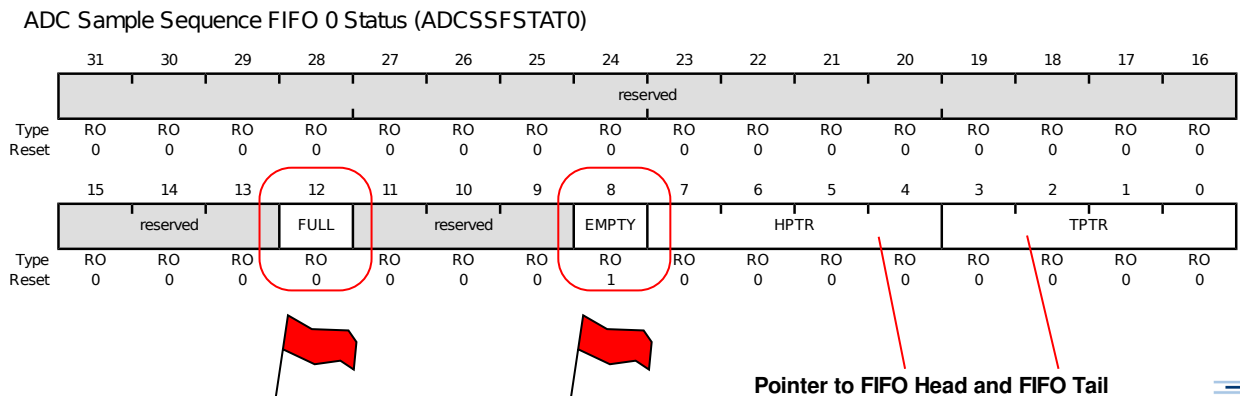 ADC Sample Sequence FIFO 0 Status (ADCSSFSTAT0)
31 30 29 28 27 26 25 24 23 22 21 20 19 18 17 16
reserved
Type RO RO RO RO RO RO RO RO RO RO RO RO RO RO RO RO
Reset 0 0 0 0 0 0 0 0 0 0 0 0 0 0 0 0
15 14 13 12 11 10 9 8 7 6 5 4 3 2 1 0
reserved FULL reserved EMPTY HPTR TPTR
Type RO RO RO RO RO RO RO RO RO RO RO RO RO RO RO RO
Reset 0 0 0 0 0 0 0 1 0 0 0 0 0 0 0 0
Pointer to FIFO Head and FIFO Tail